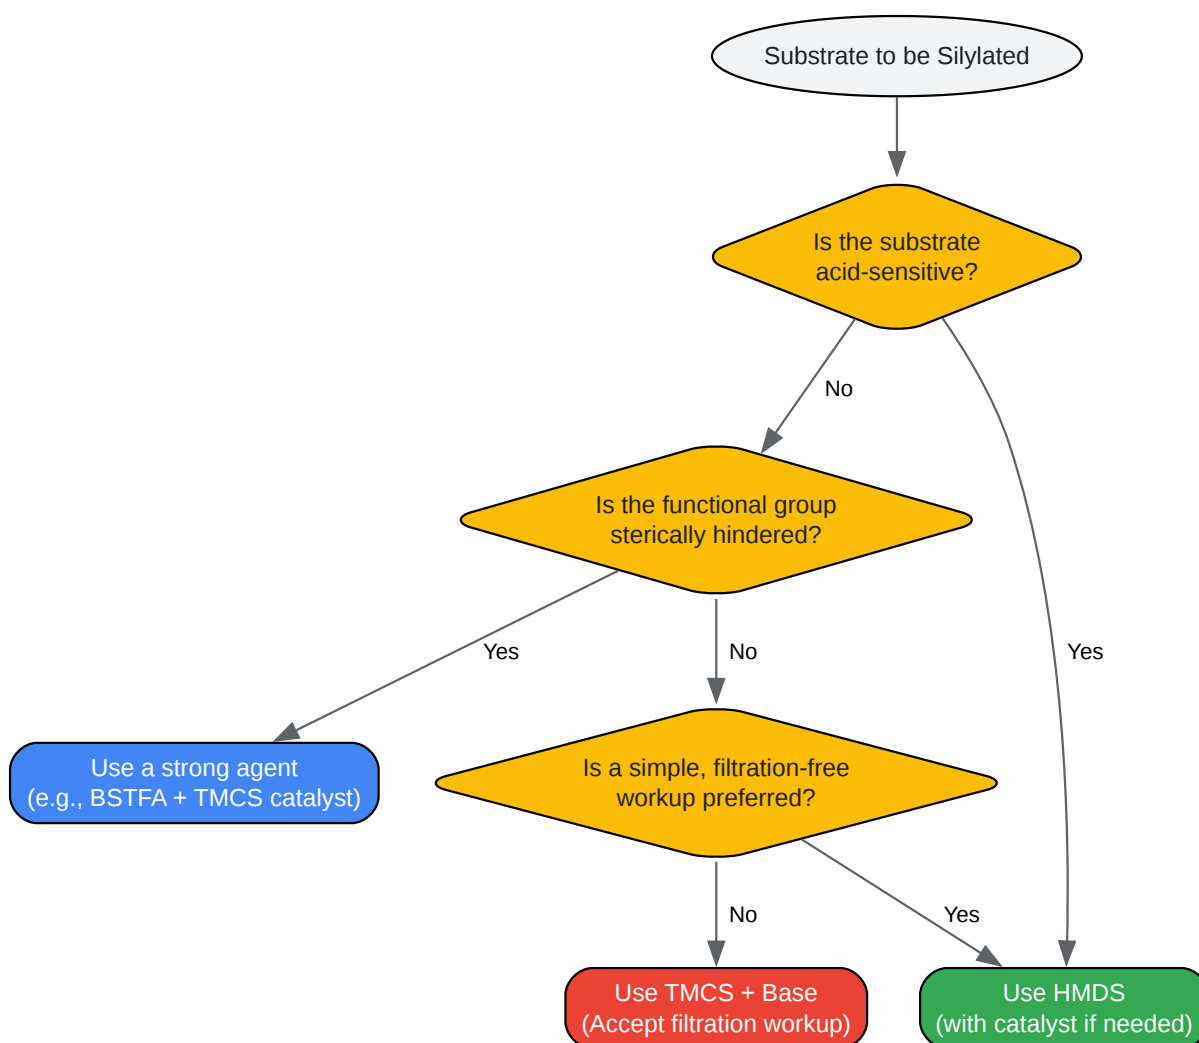 Substrate to be Silylated
Is the substrate
acid-sensitive?
No
Is the functional group
sterically hindered?
Yes
No
Yes
Use a strong agent
(e.g., BSTFA + TMCS catalyst)
Is a simple, filtration-free
workup preferred?
No
Yes
Use TMCS + Base
(Accept filtration workup)
Use HMDS
(with catalyst if needed)